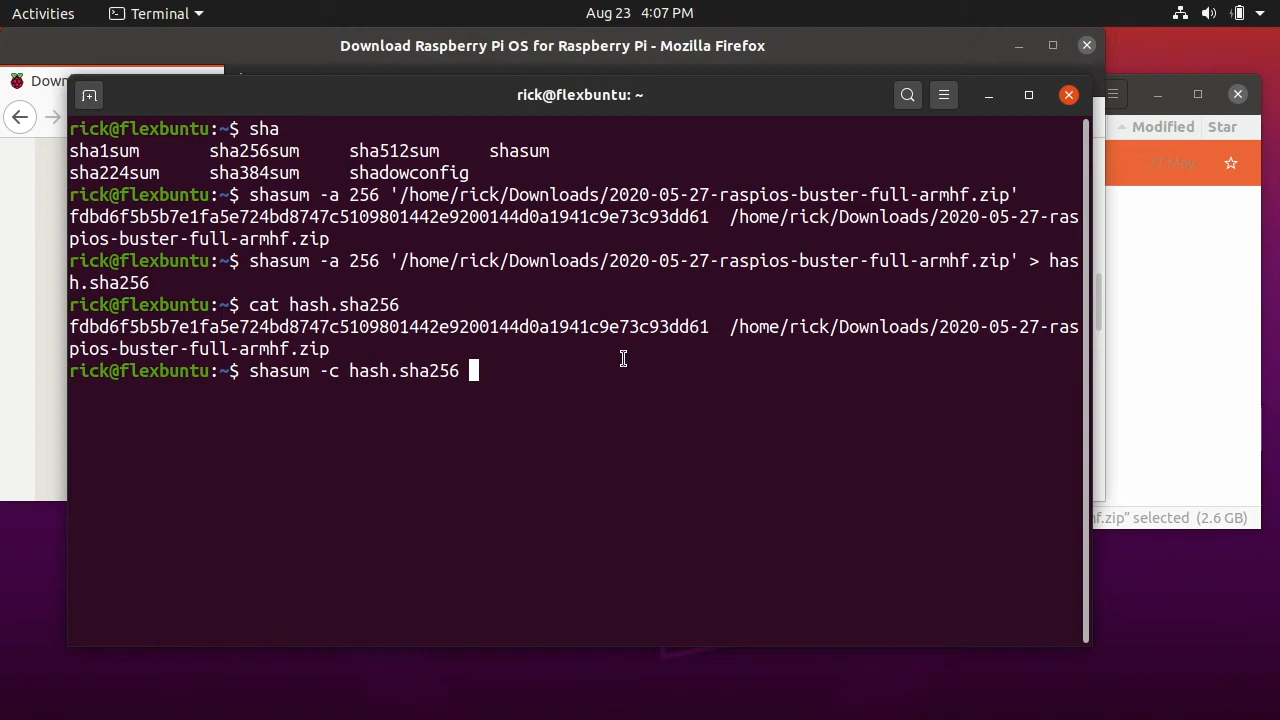 Activities Terminal Aug 23 4:07 PM
Download Raspberry Pi OS for Raspberry Pi - Mozilla Firefox
Down
rick@flexbuntu: ~
Modified Star
27 May
rick@flexbuntu:~$ sha
sha1sum sha256sum sha512sum shasum
sha224sum sha384sum shadowconfig
rick@flexbuntu:~$ shasum -a 256 '/home/rick/Downloads/2020-05-27-raspios-buster-full-armhf.zip'
fdbd6f5b5b7e1fa5e724bd8747c5109801442e9200144d0a1941c9e73c93dd61 /home/rick/Downloads/2020-05-27-ras
pios-buster-full-armhf.zip
rick@flexbuntu:~$ shasum -a 256 '/home/rick/Downloads/2020-05-27-raspios-buster-full-armhf.zip' > has
h.sha256
rick@flexbuntu:~$ cat hash.sha256
fdbd6f5b5b7e1fa5e724bd8747c5109801442e9200144d0a1941c9e73c93dd61 /home/rick/Downloads/2020-05-27-ras
pios-buster-full-armhf.zip
rick@flexbuntu:~$ shasum -c hash.sha256
hf.zip" selected (2.6 GB)